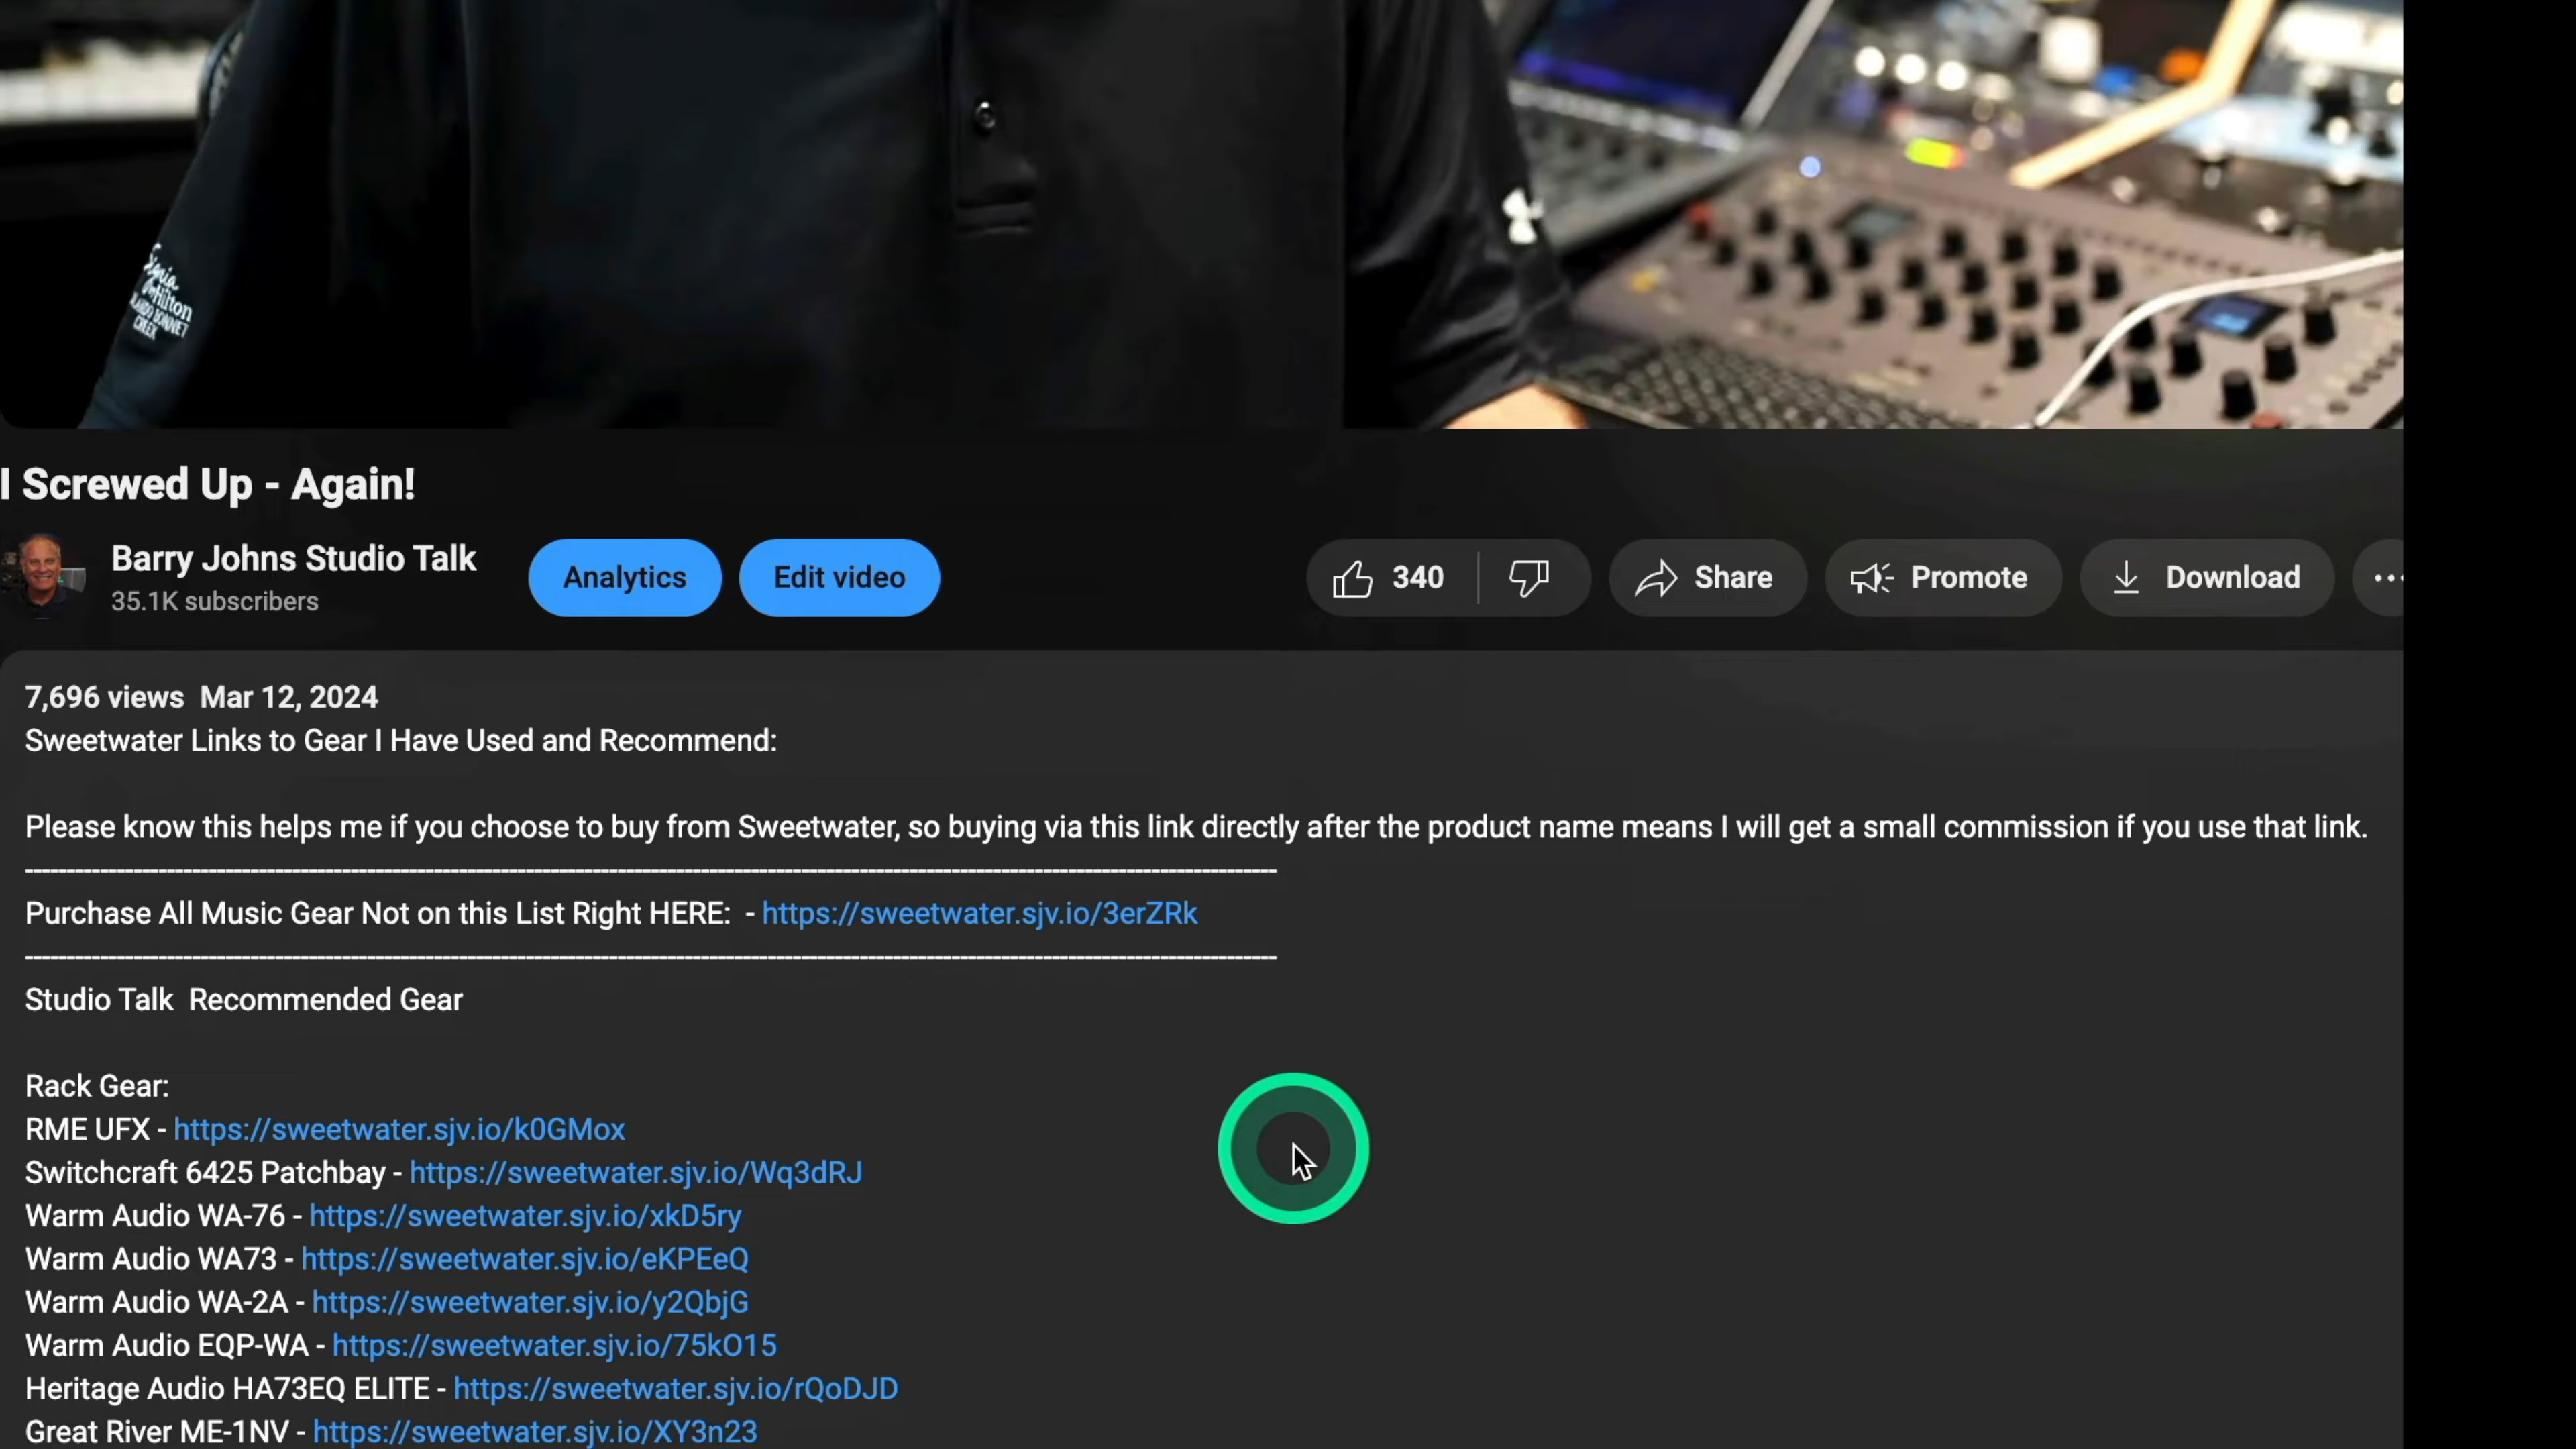 Signia
by Hilton
ORLANDO BONNET
CREEK
I Screwed Up - Again!
Barry Johns Studio Talk
35.1K subscribers
Analytics
Edit video
340
Share
Promote
Download
7,696 views Mar 12, 2024
Sweetwater Links to Gear I Have Used and Recommend:
Please know this helps me if you choose to buy from Sweetwater, so buying via this link directly after the product name means I will get a small commission if you use that link.
Purchase All Music Gear Not on this List Right HERE: - https://sweetwater.sjv.io/3erZRk
Studio Talk Recommended Gear
Rack Gear:
RME UFX - https://sweetwater.sjv.io/k0GMox
Switchcraft 6425 Patchbay - https://sweetwater.sjv.io/Wq3dRJ
Warm Audio WA-76 - https://sweetwater.sjv.io/xkD5ry
Warm Audio WA73 - https://sweetwater.sjv.io/eKPEeQ
Warm Audio WA-2A - https://sweetwater.sjv.io/y2QbjG
Warm Audio EQP-WA - https://sweetwater.sjv.io/75kO15
Heritage Audio HA73EQ ELITE - https://sweetwater.sjv.io/rQoDJD
Great River ME-1NV - https://sweetwater.sjv.io/XY3n23